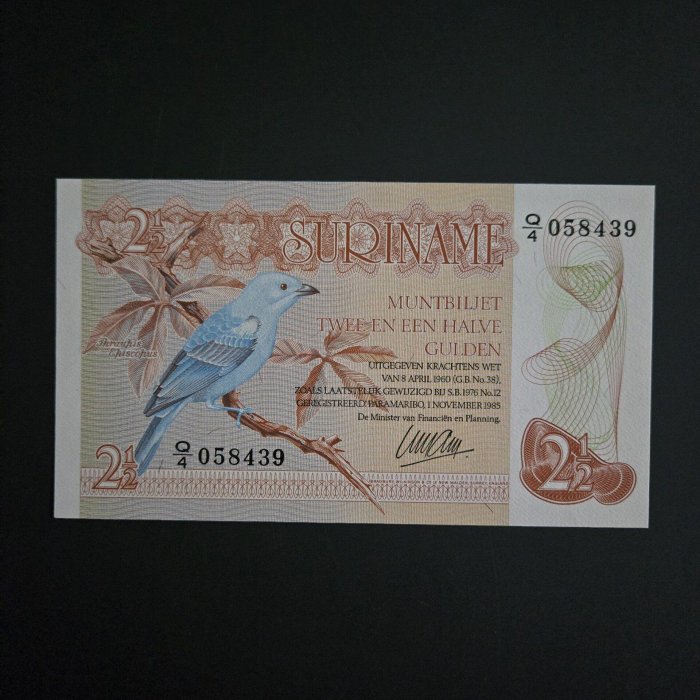 2½
SURINAME
Q/4 058439
MUNTBILJET
TWEE EN EEN HALVE
GULDEN
Thraupis
Episcopus
UITGEGEVEN KRACHTENS WET
VAN 8 APRIL 1960 (G.B. No. 38),
ZOALS LAATSTELIJK GEWIJZIGD BIJ S.B. 1976 No. 12
GEREGISTREERD PARAMARIBO, 1 NOVEMBER 1985
De Minister van Financiën en Planning,
Q/4 058439
2½
2½